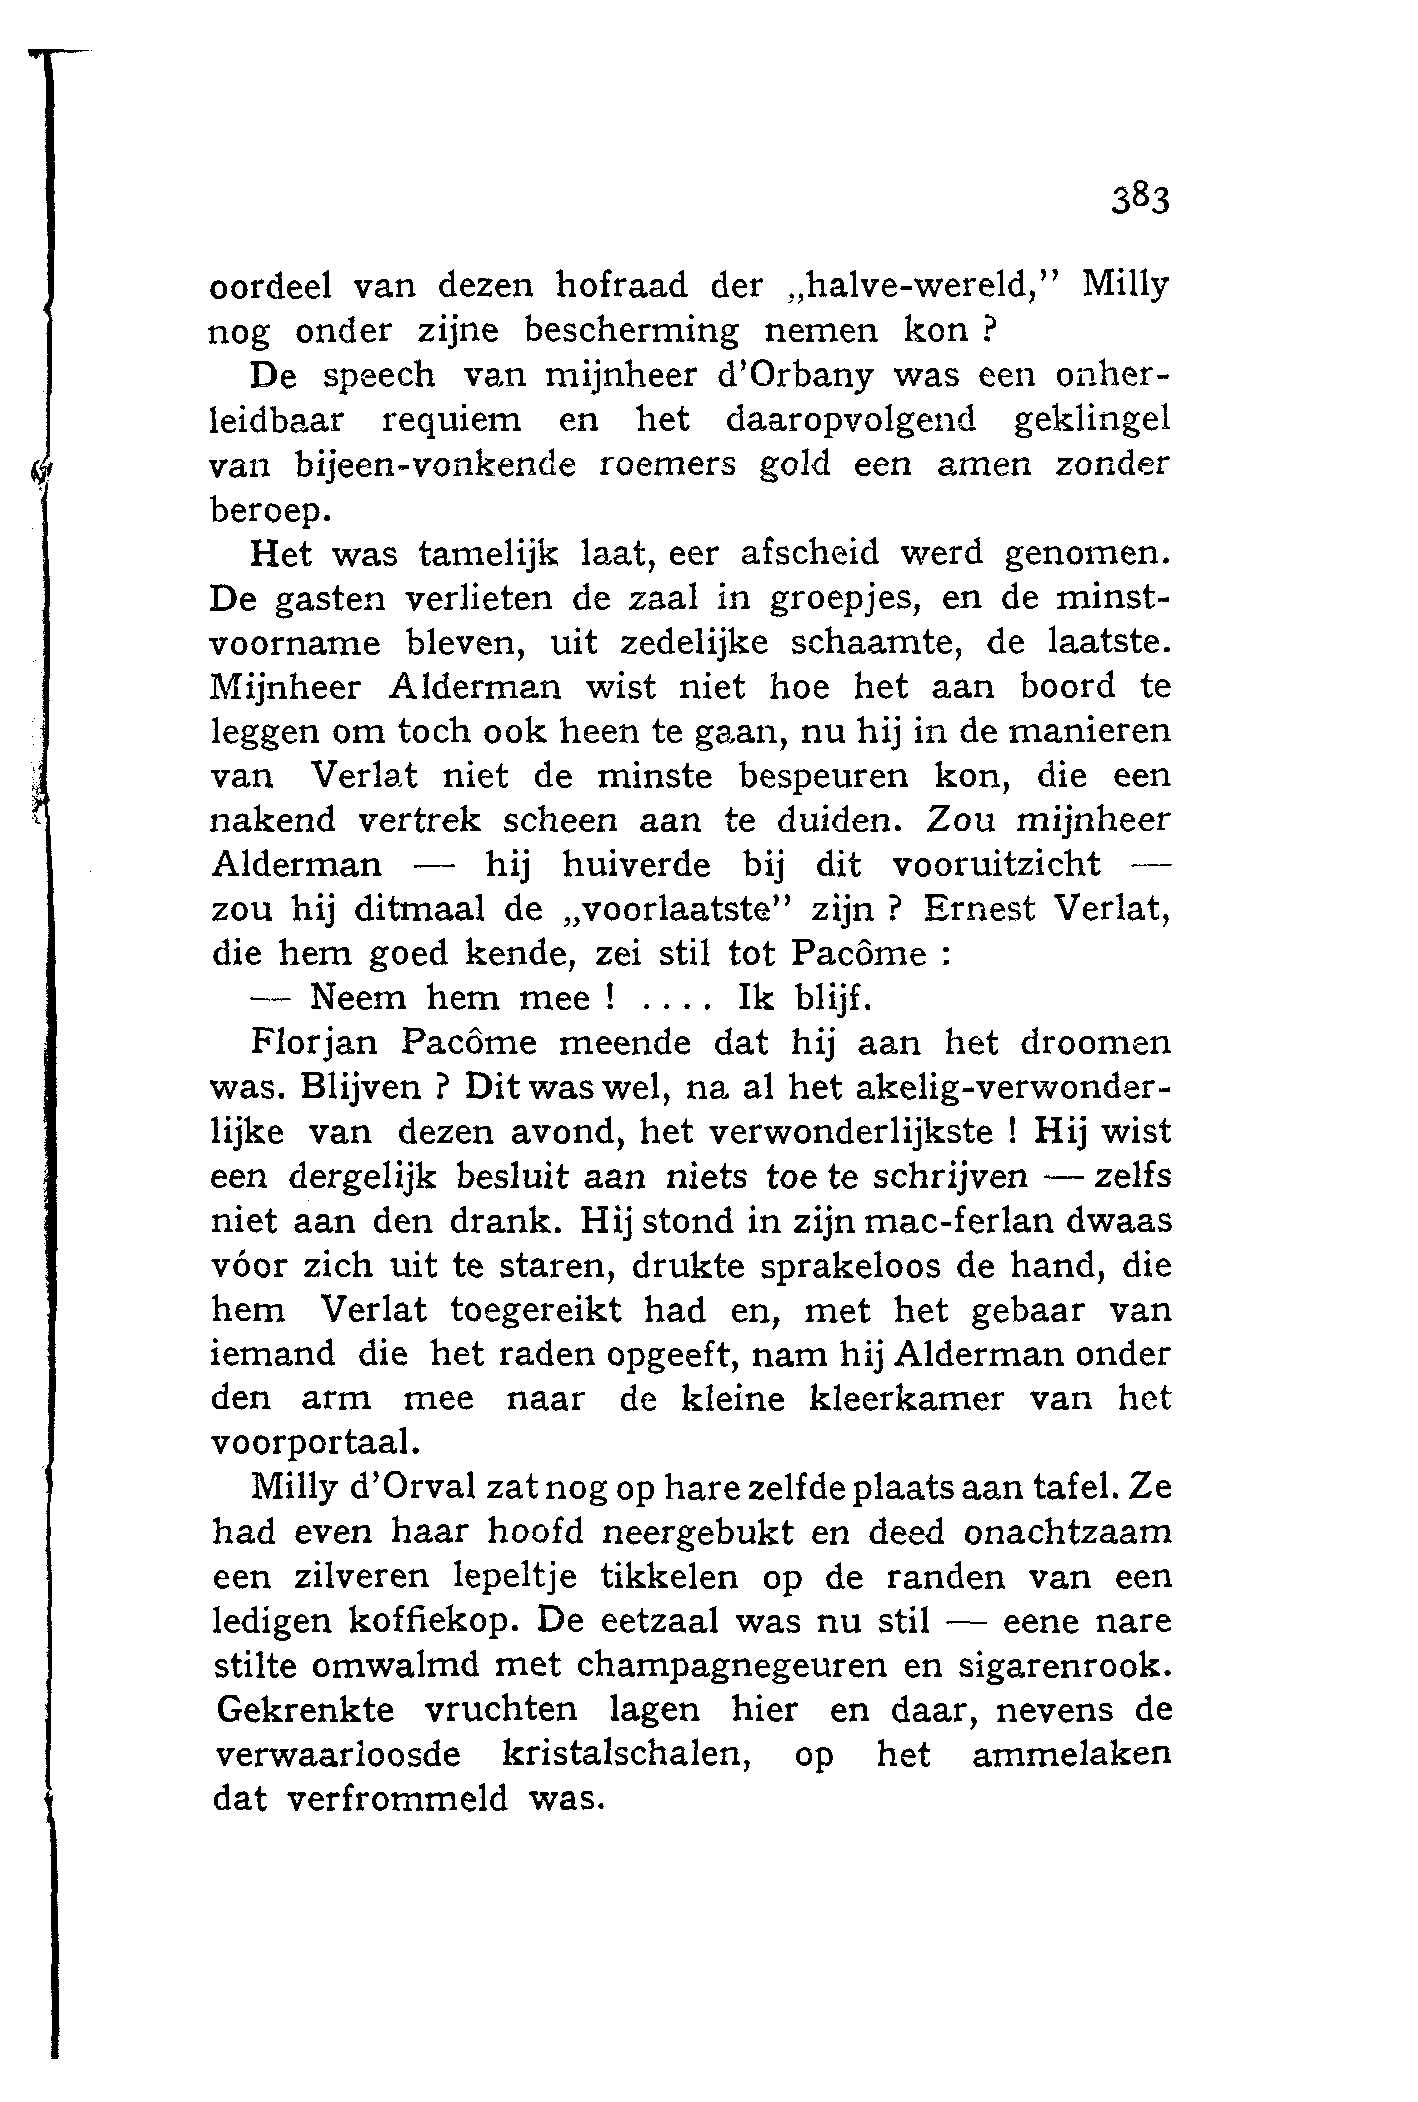 383
oordeel van dezen hofraad der „halve-wereld,” Milly
nog onder zijne bescherming nemen kon ?
De speech van mijnheer d'Orbany was een onher-
leidbaar requiem en het daaropvolgend geklingel
van bijeen-vonkende roemers gold een amen zonder
beroep.
Het was tamelijk laat, eer afscheid werd genomen.
De gasten verlieten de zaal in groepjes, en de minst-
voorname bleven, uit zedelijke schaamte, de laatste.
Mijnheer Alderman wist niet hoe het aan boord te
leggen om toch ook heen te gaan, nu hij in de manieren
van Verlat niet de minste bespeuren kon, die een
nakend vertrek scheen aan te duiden. Zou mijnheer
Alderman — hij huiverde bij dit vooruitzicht —
zou hij ditmaal de „voorlaatste” zijn ? Ernest Verlat,
die hem goed kende, zei stil tot Pacôme :
— Neem hem mee ! .... Ik blijf.
Florjan Pacôme meende dat hij aan het droomen
was. Blijven ? Dit was wel, na al het akelig-verwonder-
lijke van dezen avond, het verwonderlijkste ! Hij wist
een dergelijk besluit aan niets toe te schrijven — zelfs
niet aan den drank. Hij stond in zijn mac-ferlan dwaas
vóor zich uit te staren, drukte sprakeloos de hand, die
hem Verlat toegereikt had en, met het gebaar van
iemand die het raden opgeeft, nam hij Alderman onder
den arm mee naar de kleine kleerkamer van het
voorportaal.
Milly d'Orval zat nog op hare zelfde plaats aan tafel. Ze
had even haar hoofd neergebukt en deed onachtzaam
een zilveren lepeltje tikkelen op de randen van een
ledigen koffiekop. De eetzaal was nu stil — eene nare
stilte omwalmd met champagnegeuren en sigarenrook.
Gekrenkte vruchten lagen hier en daar, nevens de
verwaarloosde kristalschalen, op het ammelaken
dat verfrommeld was.